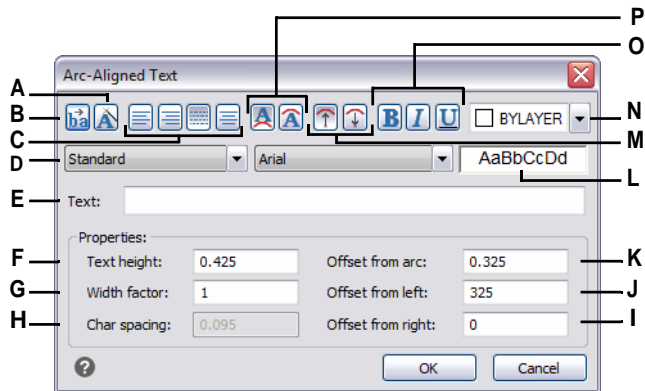 P
O
Arc-Aligned Text
A
B
ba A A A B I U BYLAYER
N
C
M
D
Standard Arial AaBbCcDd
L
E
Text:
Properties:
F
Text height: 0.425 Offset from arc: 0.325
K
G
Width factor: 1 Offset from left: 325
J
H
Char spacing: 0.095 Offset from right: 0
I
? OK Cancel